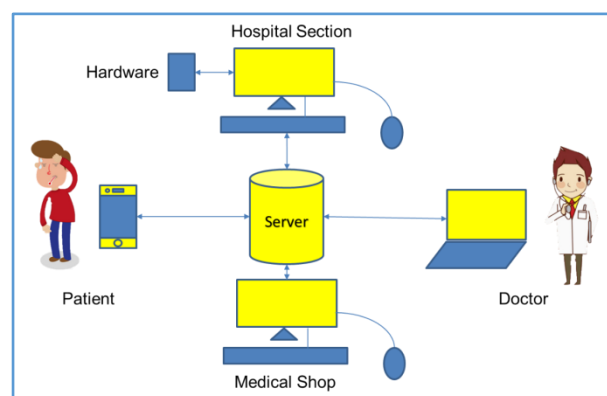 Hospital Section
Hardware
Server
Patient
Doctor
Medical Shop